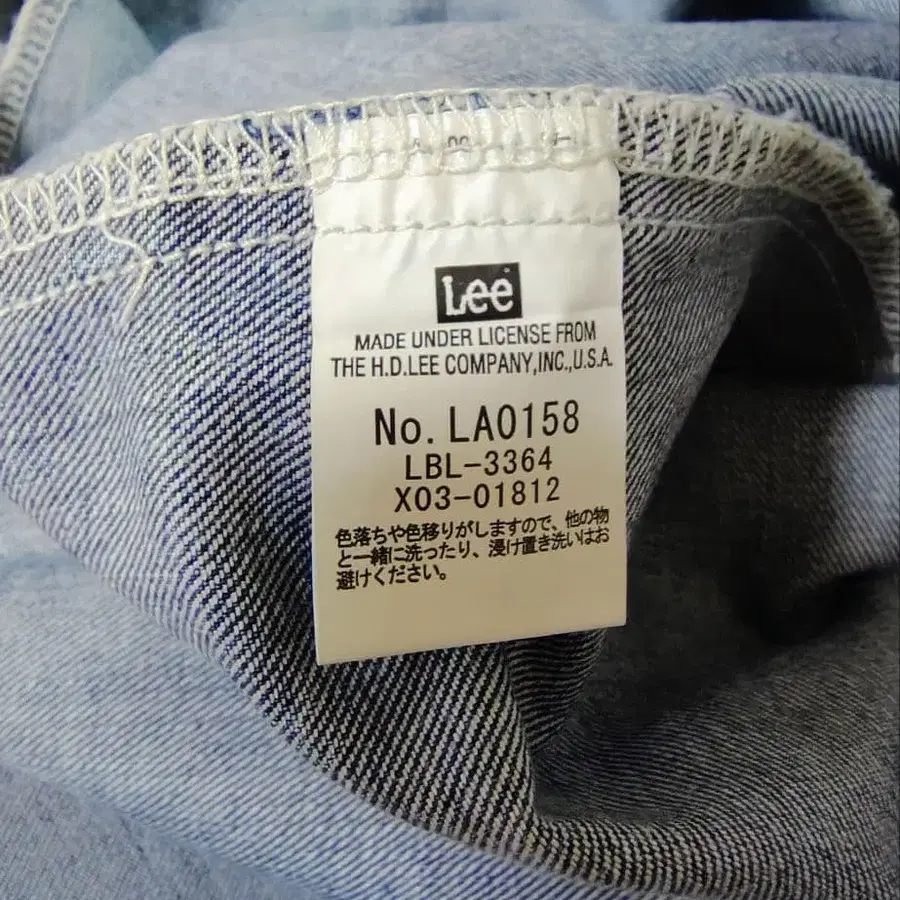 Lee
MADE UNDER LICENSE FROM
THE H.D.LEE COMPANY,INC.,U.S.A.
No. LA0158
LBL-3364
X03-01812
色落ちや色移りがしますので、他の物
と一緒に洗ったり、浸け置き洗いはお
避けください。